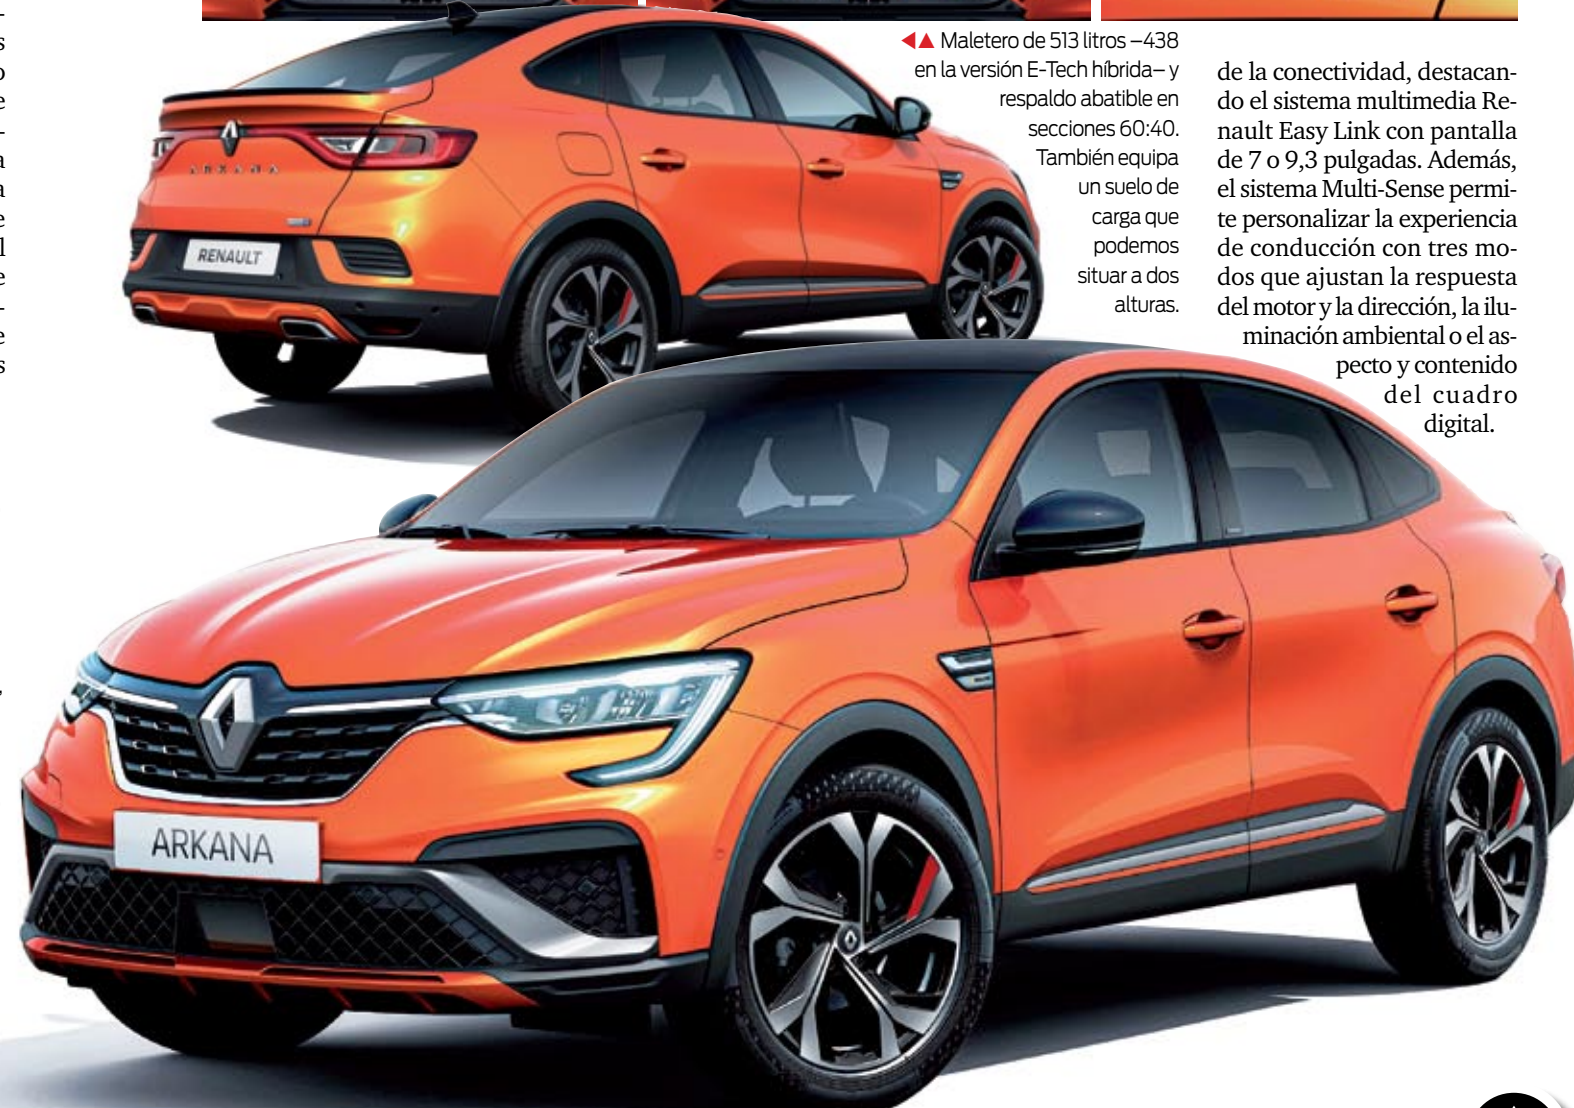 ◀▲ Maletero de 513 litros –438
en la versión E-Tech híbrida– y
respaldo abatible en
secciones 60:40.
También equipa
un suelo de
carga que
podemos
situar a dos
alturas.
de la conectividad, destacan-
do el sistema multimedia Re-
nault Easy Link con pantalla
de 7 o 9,3 pulgadas. Además,
el sistema Multi-Sense permi-
te personalizar la experiencia
de conducción con tres mo-
dos que ajustan la respuesta
del motor y la dirección, la ilu-
minación ambiental o el as-
pecto y contenido
del cuadro
digital.
ARKANA
RENAULT
ARKANA